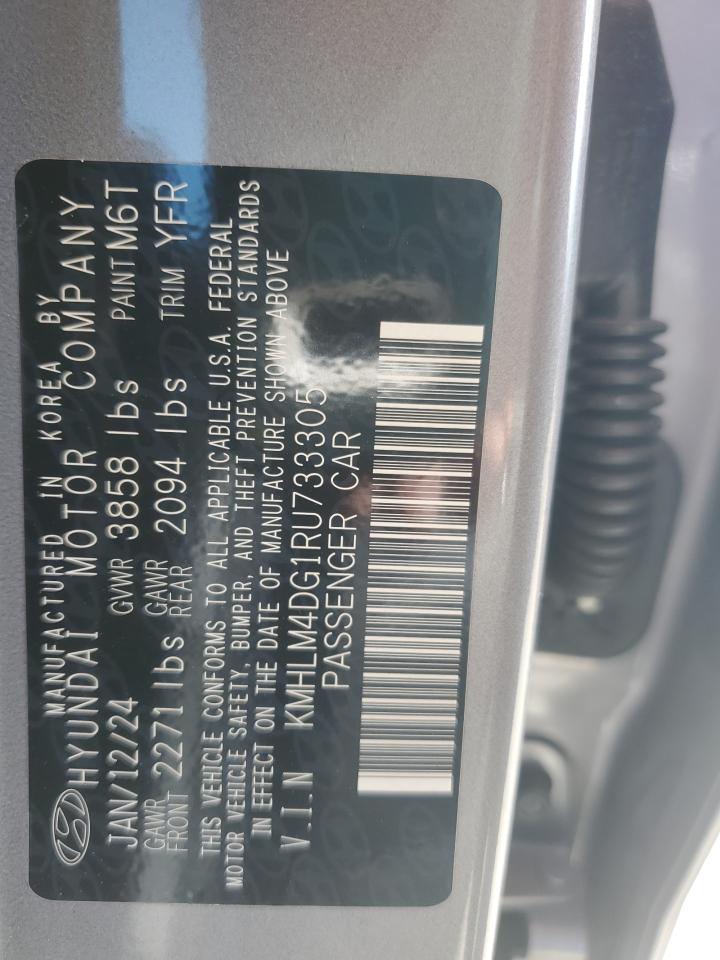 MANUFACTURED IN KOREA BY
HYUNDAI MOTOR COMPANY
JAN/12/24 GVWR 3858 lbs PAINT M6T
GAWR FRONT 2271 lbs GAWR REAR 2094 lbs TRIM YFR
THIS VEHICLE CONFORMS TO ALL APPLICABLE U.S.A. FEDERAL
MOTOR VEHICLE SAFETY, BUMPER, AND THEFT PREVENTION STANDARDS
IN EFFECT ON THE DATE OF MANUFACTURE SHOWN ABOVE
V.I.N KMHLM4DG1RU733305
PASSENGER CAR